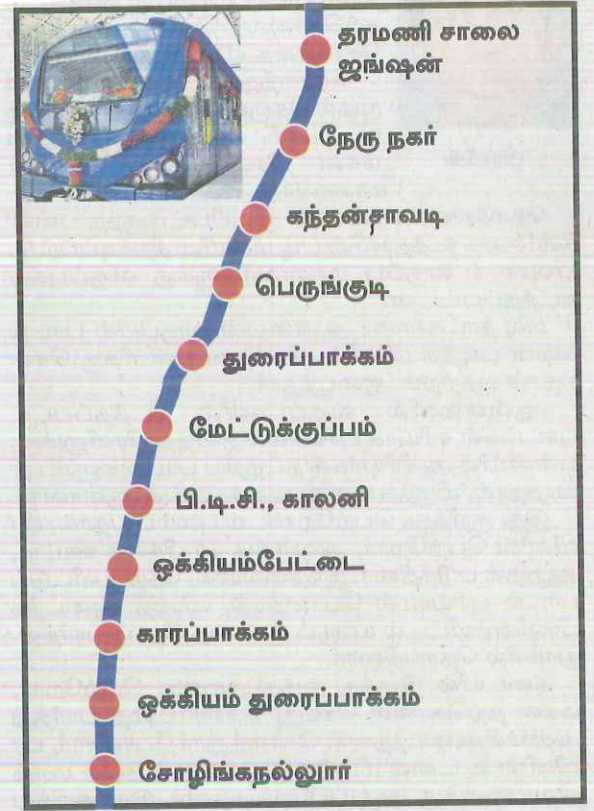 தரமணி சாலை
ஜங்ஷன்
நேரு நகர்
கந்தன்சாவடி
பெருங்குடி
துரைப்பாக்கம்
மேட்டுக்குப்பம்
பி.டி.சி., காலனி
ஒக்கியம்பேட்டை
காரப்பாக்கம்
ஒக்கியம் துரைப்பாக்கம்
சோழிங்கநல்லுார்